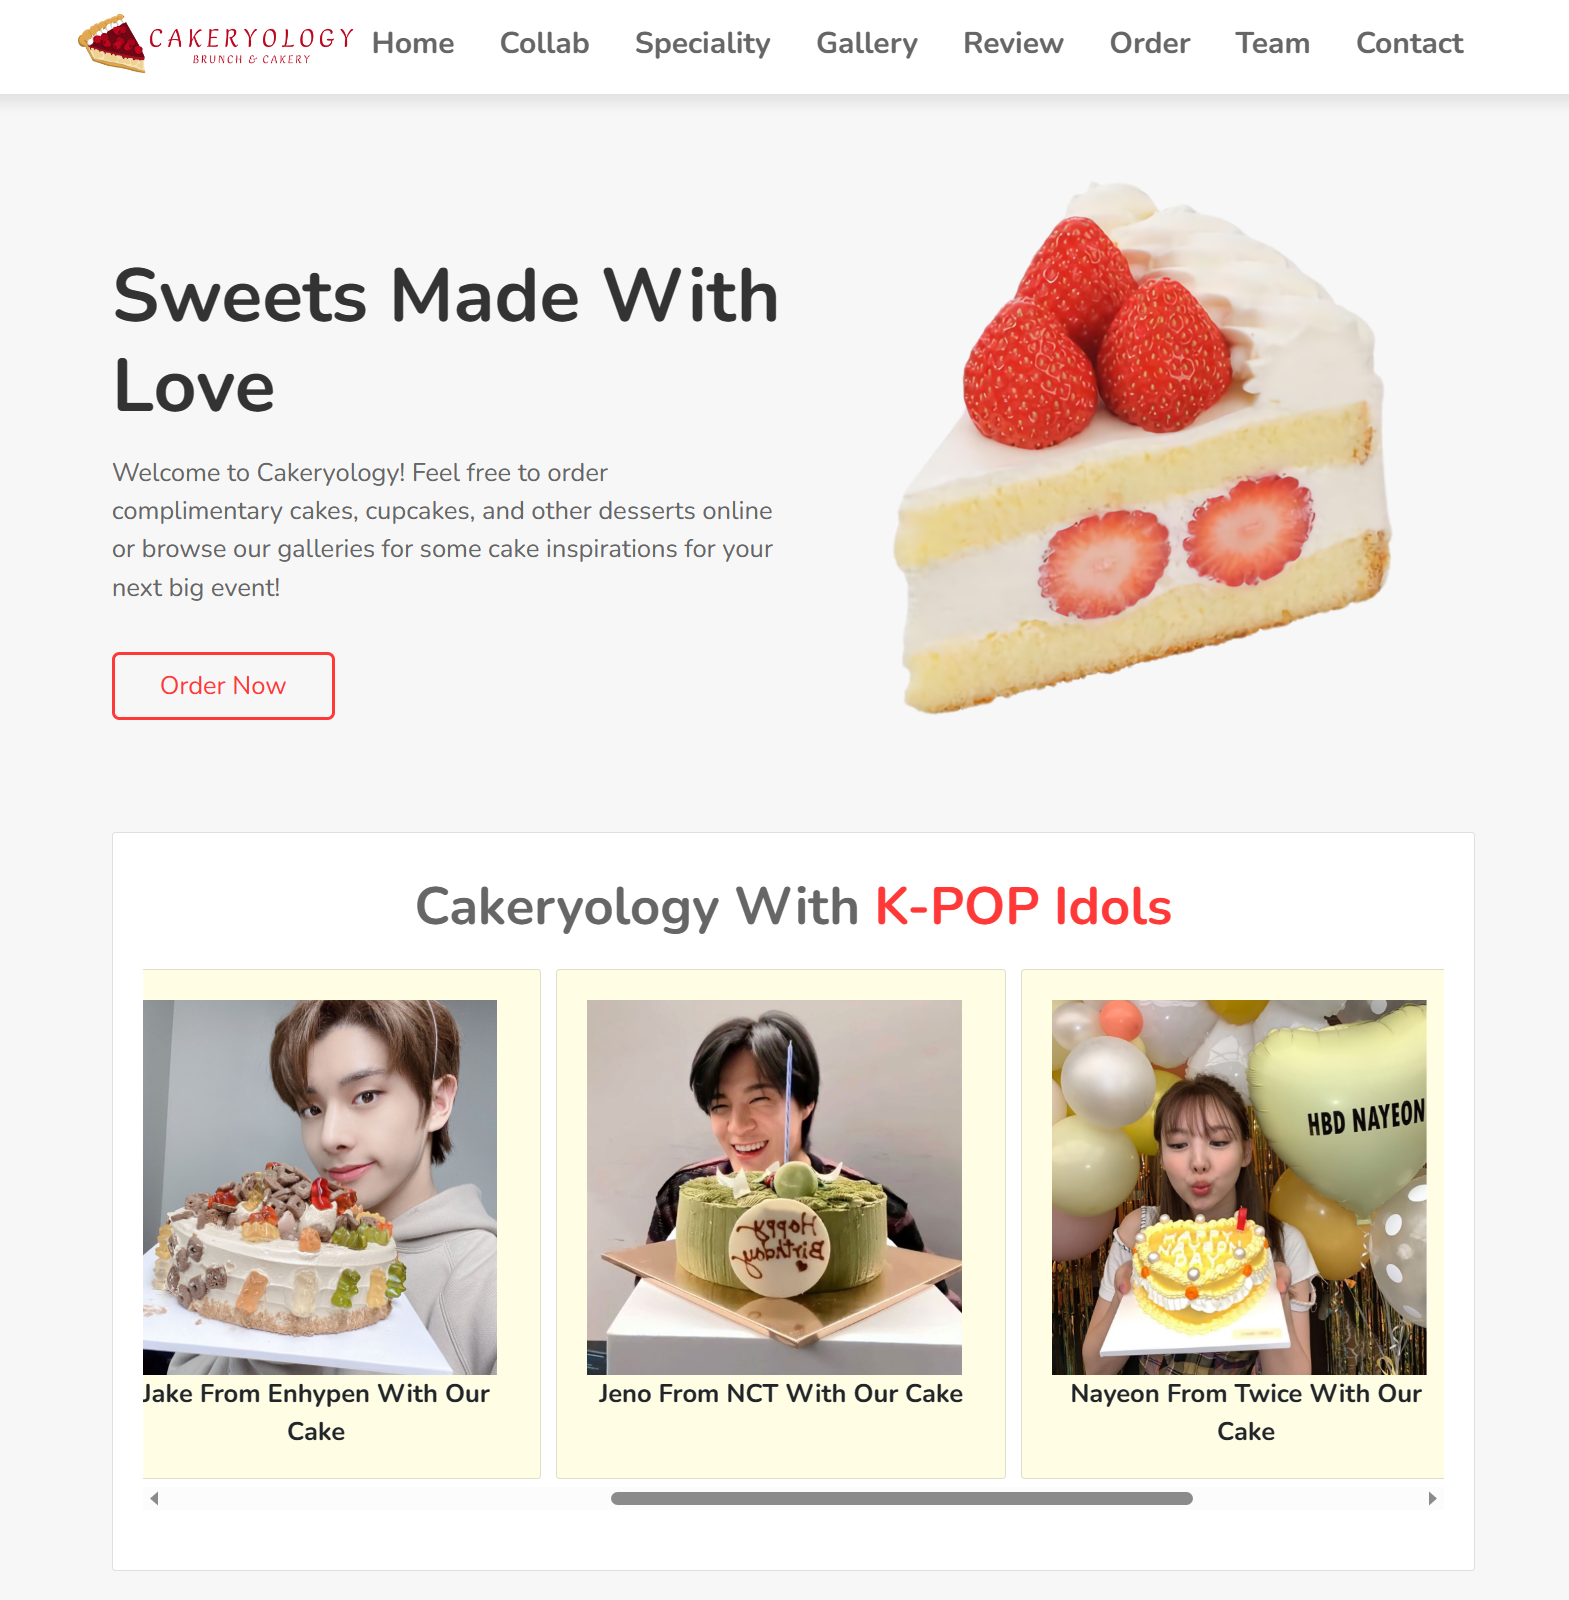 CAKERYOLOGY
BRUNCH & CAKERY
Home Collab Speciality Gallery Review Order Team Contact
Sweets Made With
Love
Welcome to Cakeryology! Feel free to order
complimentary cakes, cupcakes, and other desserts online
or browse our galleries for some cake inspirations for your
next big event!
Order Now
Cakeryology With K-POP Idols
Happy
Birthday
HBD NAYEON
HAPPY
NAYEON
DAY
Jake From Enhypen With Our
Cake
Jeno From NCT With Our Cake
Nayeon From Twice With Our
Cake